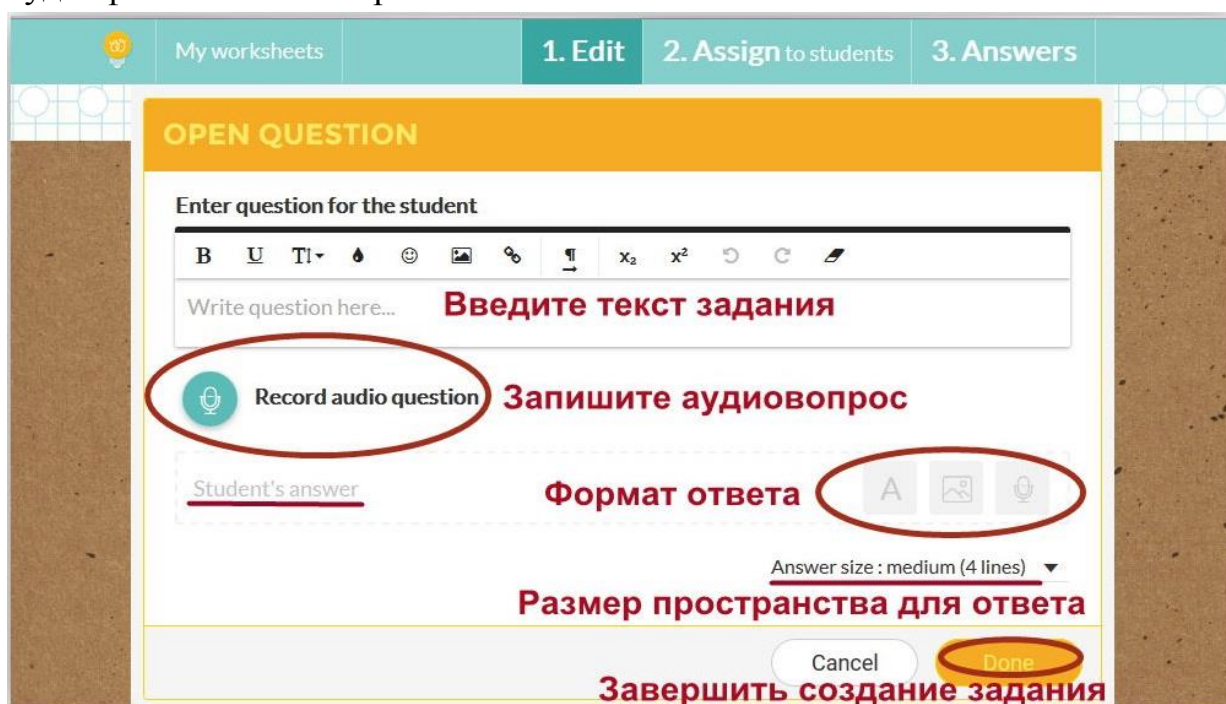 My worksheets 1. Edit 2. Assign to students 3. Answers
OPEN QUESTION
Enter question for the student
B U T x₂ x²
Write question here... Введите текст задания
Record audio question Запишите аудиовопрос
Student's answer Формат ответа A
Answer size : medium (4 lines)
Размер пространства для ответа
Cancel Done
Завершить создание задания